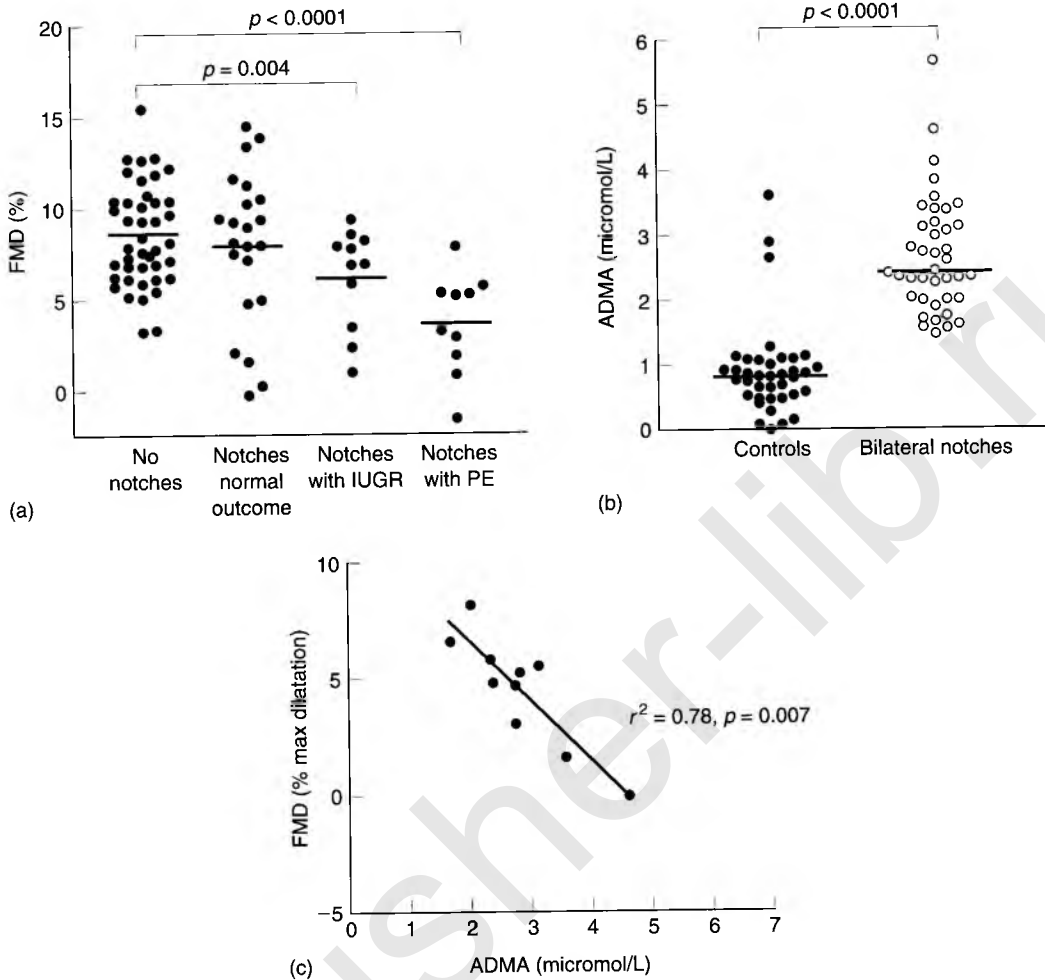 p < 0.0001
p = 0.004
20
15
10
5
0
FMD (%)
No notches
Notches normal outcome
Notches with IUGR
Notches with PE
(a)
p < 0.0001
6
5
4
3
2
1
0
ADMA (micromol/L)
Controls
Bilateral notches
(b)
10
5
0
−5
FMD (% max dilatation)
r² = 0.78, p = 0.007
0 1 2 3 4 5 6 7
ADMA (micromol/L)
(c)
usher-lib.ru